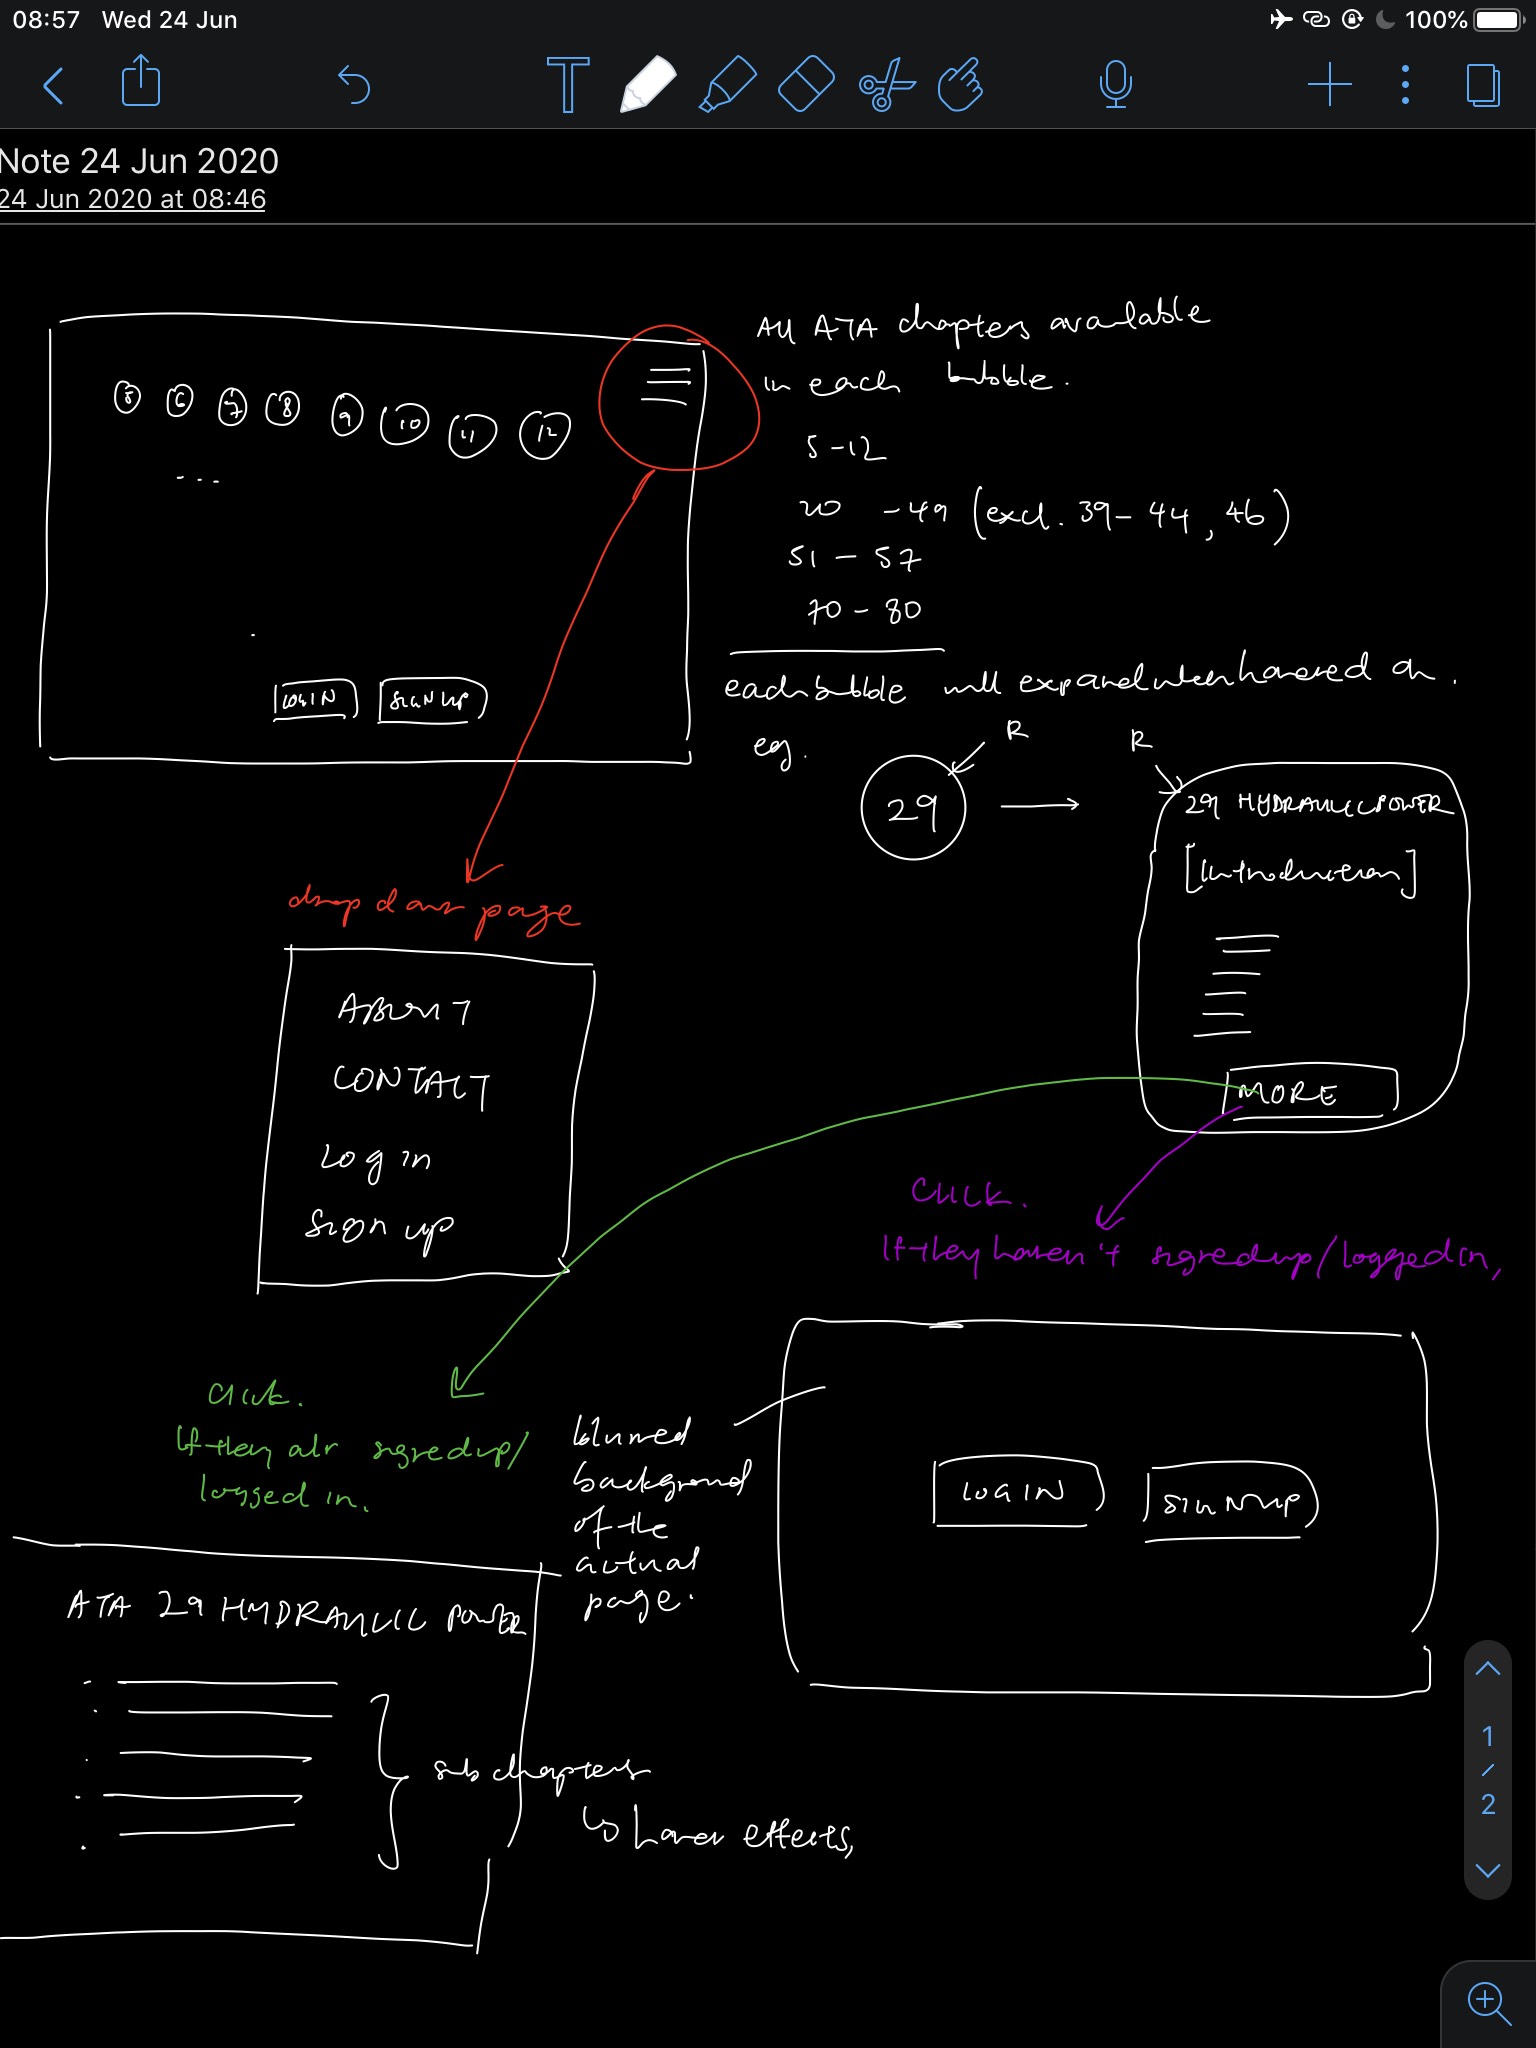 08:57 Wed 24 Jun
100%
Note 24 Jun 2020
24 Jun 2020 at 08:46
5 6 7 8 9 10 11 12
...
LOGIN SIGN UP
All ATA chapters available
in each bubble.
5-12
20 -49 (excl. 39-44, 46)
51 - 57
70 - 80
each bubble will expand when hovered on.
eg.
R
29
R
29 HYDRAULIC POWER
[Introduction]
MORE
drop down page
ABOUT
CONTACT
Log in
Sign up
CLICK.
If they haven't signed up/logged in,
Click.
If they alr signed up/
logged in.
blurred
background
of the
actual
page.
LOGIN SIGN UP
ATA 29 HYDRAULIC POWER
sub chapters
hover effects,
1
/
2